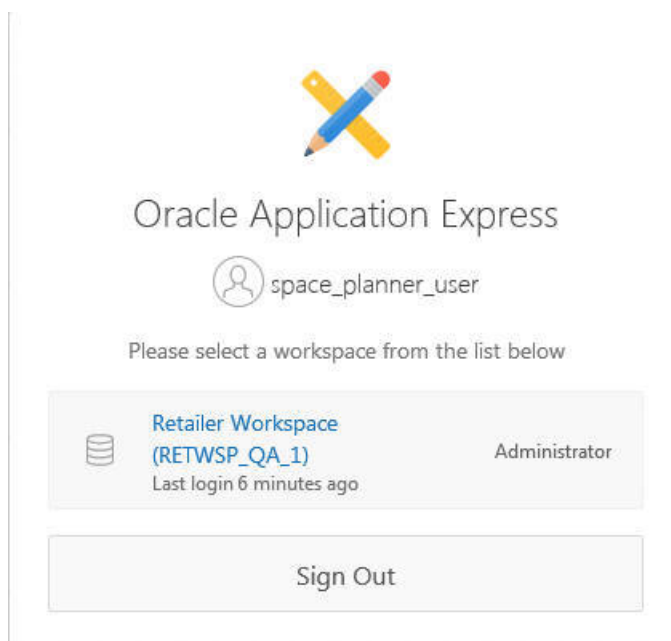 Oracle Application Express
space_planner_user
Please select a workspace from the list below
Retailer Workspace
(RETWSP_QA_1)
Administrator
Last login 6 minutes ago
Sign Out